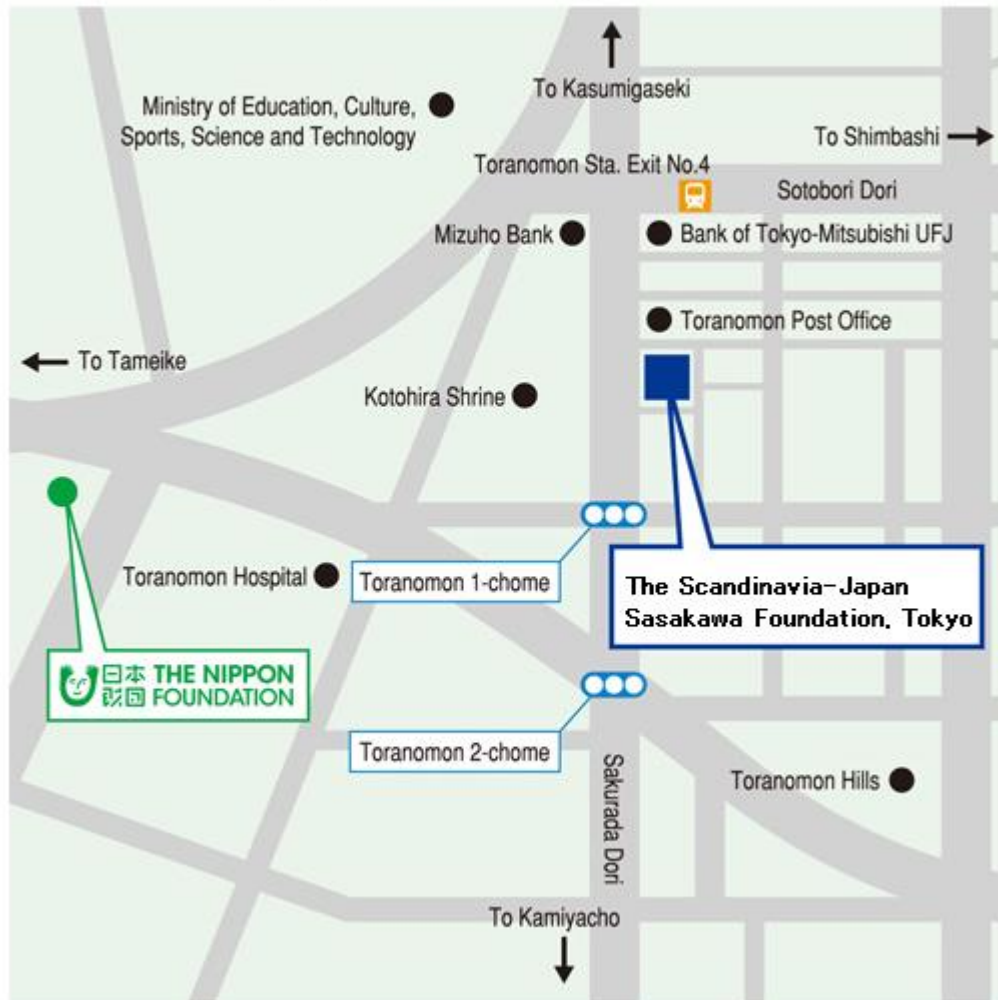 To Kasumigaseki
Ministry of Education, Culture,
Sports, Science and Technology
To Shimbashi
Toranomon Sta. Exit No.4
Sotobori Dori
Mizuho Bank
Bank of Tokyo-Mitsubishi UFJ
Toranomon Post Office
To Tameike
Kotohira Shrine
Toranomon Hospital
Toranomon 1-chome
The Scandinavia-Japan
Sasakawa Foundation, Tokyo
日本 THE NIPPON
財団 FOUNDATION
Toranomon 2-chome
Sakurada Dori
Toranomon Hills
To Kamiyacho